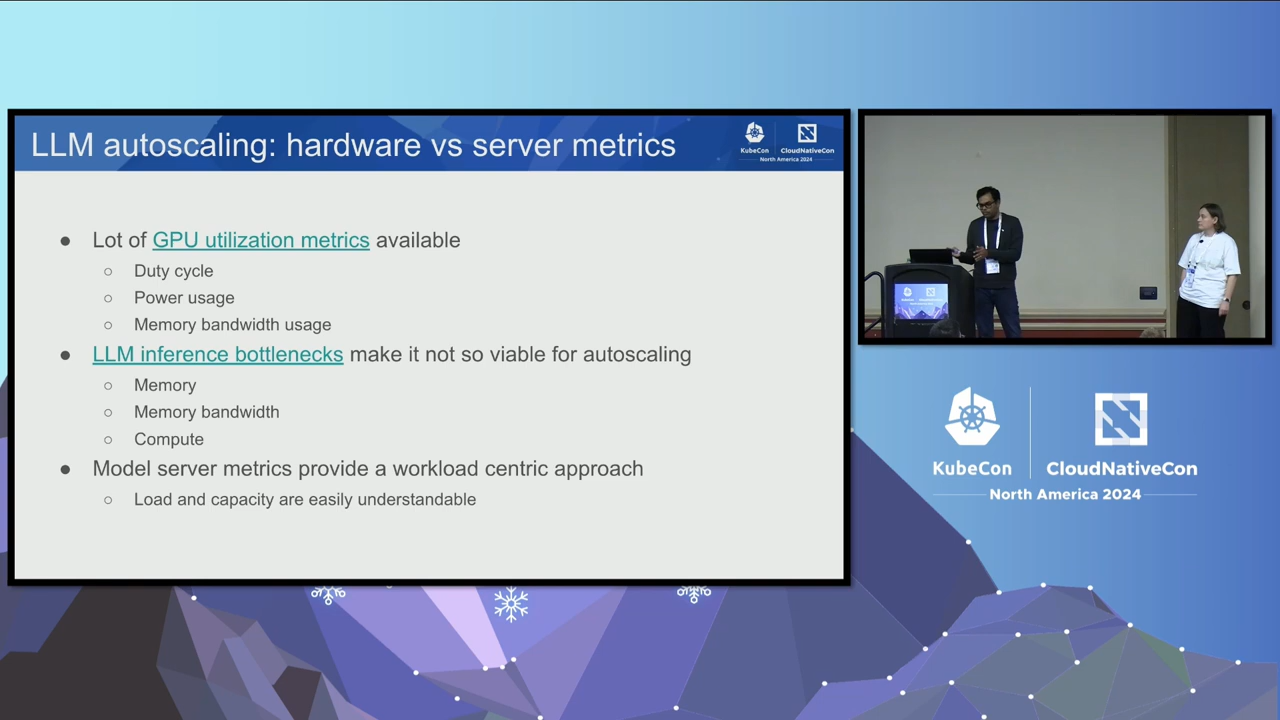 LLM autoscaling: hardware vs server metrics
KubeCon
CloudNativeCon
North America 2024
● Lot of GPU utilization metrics available
○ Duty cycle
○ Power usage
○ Memory bandwidth usage
● LLM inference bottlenecks make it not so viable for autoscaling
○ Memory
○ Memory bandwidth
○ Compute
● Model server metrics provide a workload centric approach
○ Load and capacity are easily understandable
KubeCon
CloudNativeCon
North America 2024